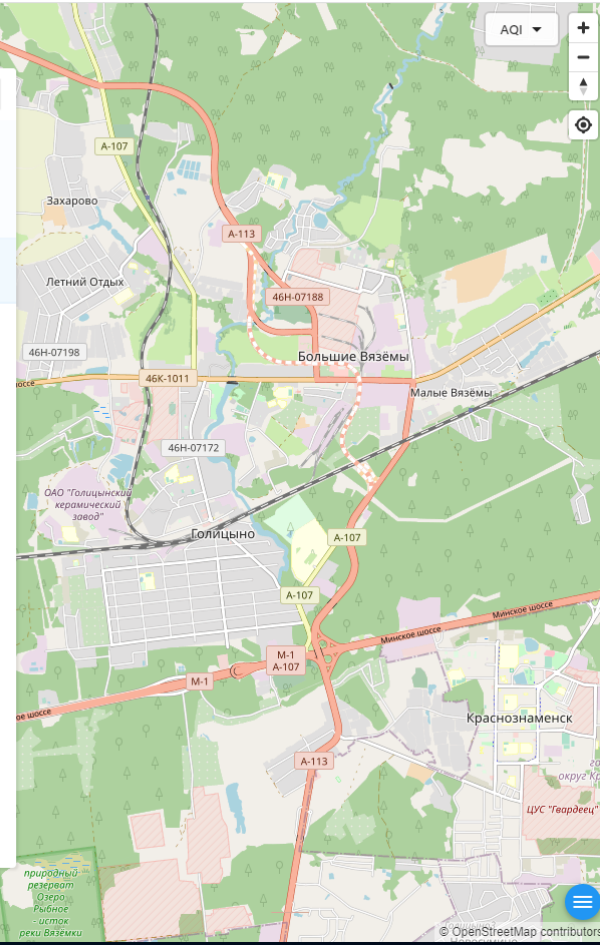 AQI
А-107
Захарово
А-113
Летний Отдых
46Н-07188
46Н-07198
Большие Вязёмы
46К-1011
Малые Вязёмы
46Н-07172
ОАО "Голицынский
керамический
завод"
Голицыно
А-107
А-107
Минское шоссе
Минское шоссе
М-1
А-107
М-1
Краснознаменск
А-113
ЦУС "Гвардеец"
природный
резерват
Озеро
Рыбное
- исток
реки Вязёмки
© OpenStreetMap contributors